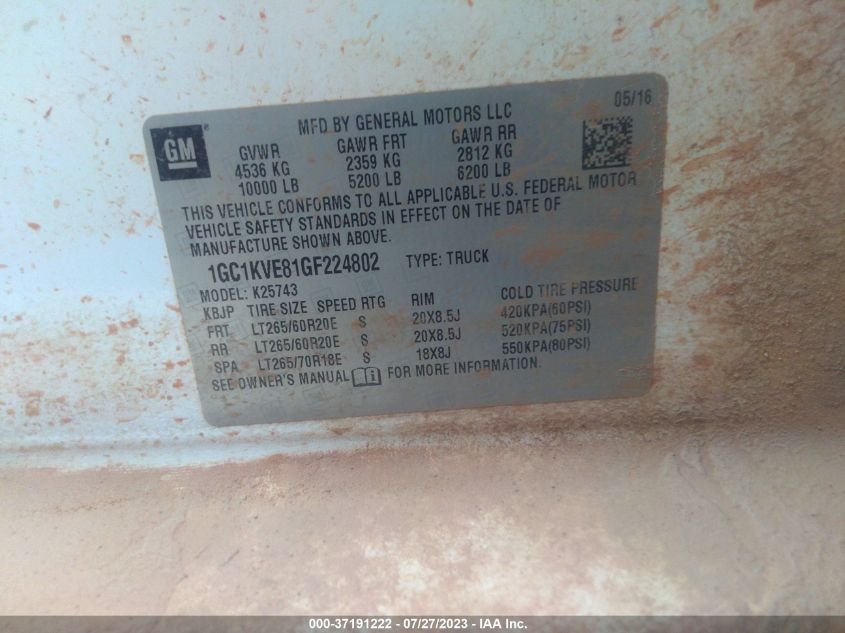 05/16
MFD BY GENERAL MOTORS LLC
GM
GVWR GAWR FRT GAWR RR
4536 KG 2359 KG 2812 KG
10000 LB 5200 LB 6200 LB
THIS VEHICLE CONFORMS TO ALL APPLICABLE U.S. FEDERAL MOTOR
VEHICLE SAFETY STANDARDS IN EFFECT ON THE DATE OF
MANUFACTURE SHOWN ABOVE.
1GC1KVE81GF224802 TYPE: TRUCK
MODEL: K25743
KBJP TIRE SIZE SPEED RTG RIM COLD TIRE PRESSURE
FRT LT265/60R20E S 20X8.5J 420KPA(60PSI)
RR LT265/60R20E S 20X8.5J 520KPA(75PSI)
SPA LT265/70R18E S 18X8J 550KPA(80PSI)
SEE OWNER'S MANUAL FOR MORE INFORMATION.
000-37191222 - 07/27/2023 - IAA Inc.